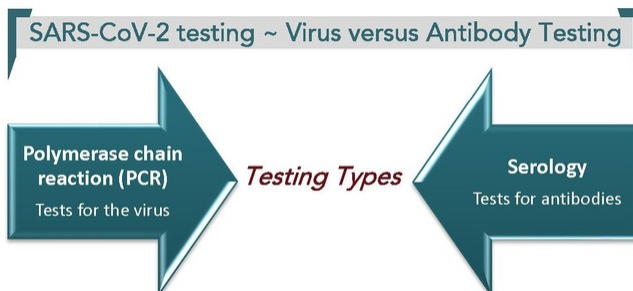 SARS-CoV-2 testing ~ Virus versus Antibody Testing
Polymerase chain
reaction (PCR)
Tests for the virus
Testing Types
Serology
Tests for antibodies